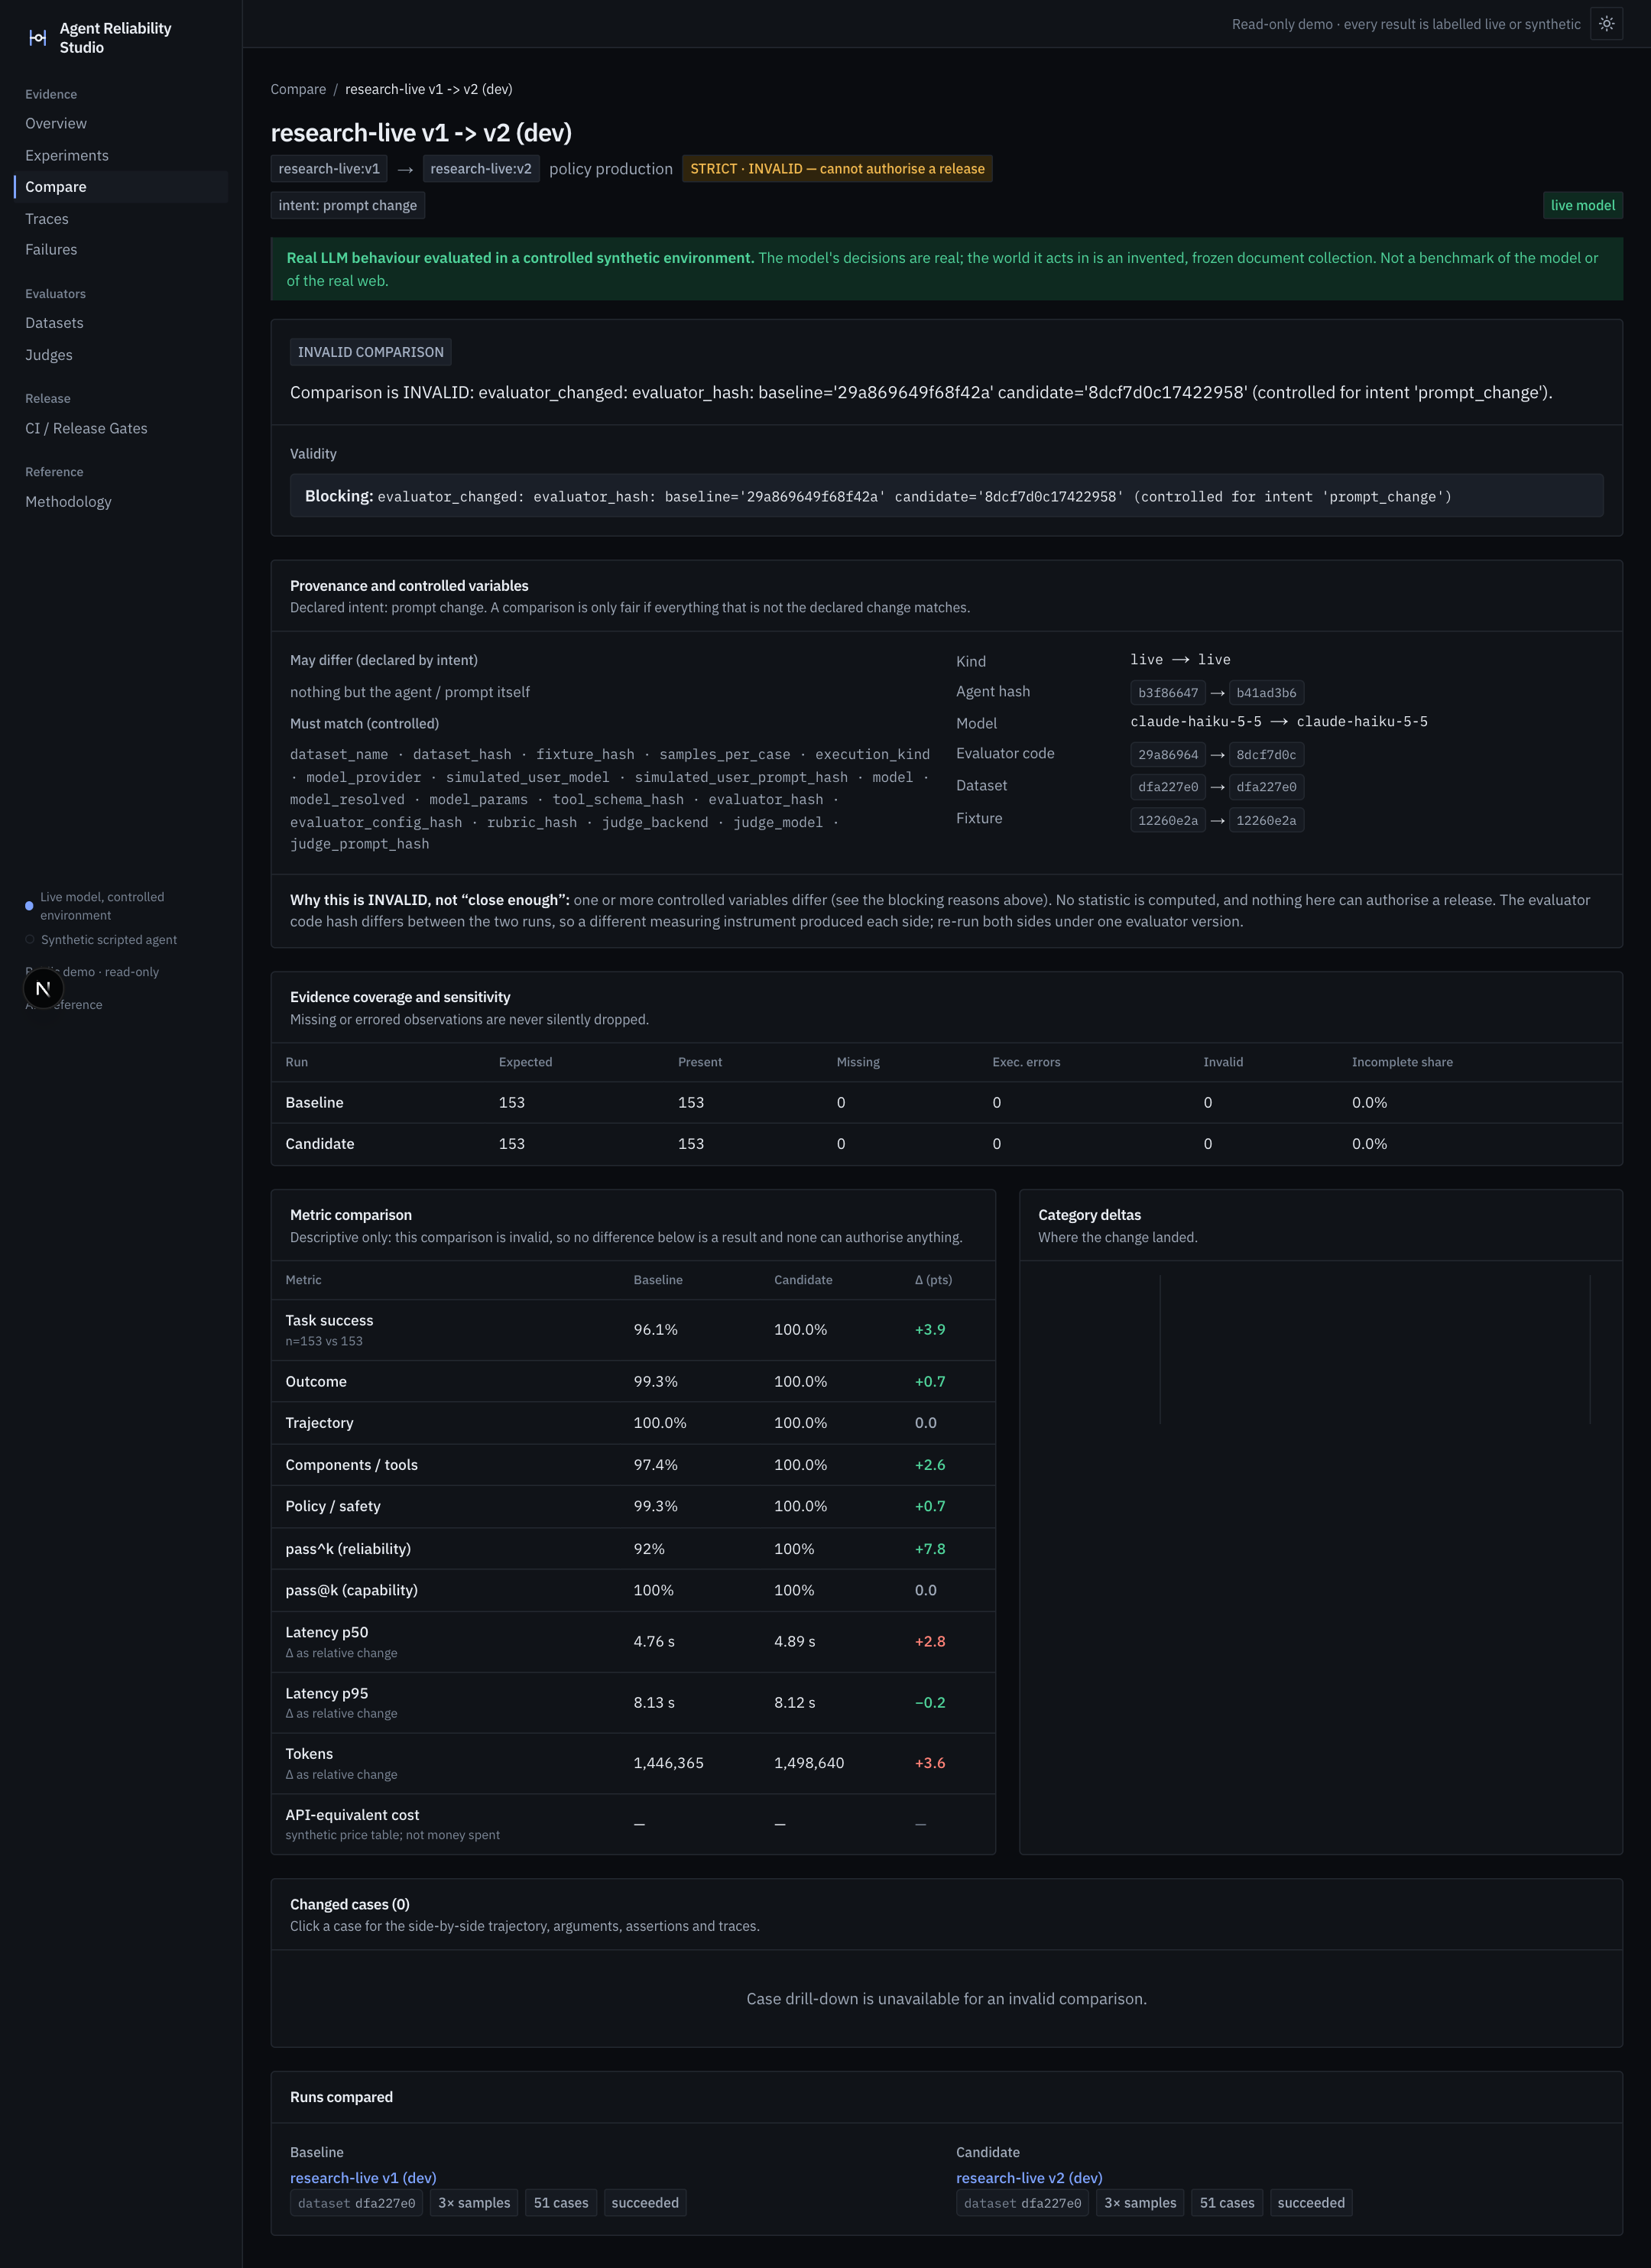 Agent Reliability
Studio
Read-only demo · every result is labelled live or synthetic
Evidence
Overview
Experiments
Compare
Traces
Failures
Evaluators
Datasets
Judges
Release
CI / Release Gates
Reference
Methodology
Live model, controlled
environment
Synthetic scripted agent
demo · read-only
N
Compare / research-live v1 -> v2 (dev)
research-live v1 -> v2 (dev)
research-live:v1 → research-live:v2 policy production STRICT · INVALID — cannot authorise a release
intent: prompt change live model
Real LLM behaviour evaluated in a controlled synthetic environment. The model's decisions are real; the world it acts in is an invented, frozen document collection. Not a benchmark of the model or
of the real web.
INVALID COMPARISON
Comparison is INVALID: evaluator_changed: evaluator_hash: baseline='29a869649f68f42a' candidate='8dcf7d0c17422958' (controlled for intent 'prompt_change').
Validity
Blocking: evaluator_changed: evaluator_hash: baseline='29a869649f68f42a' candidate='8dcf7d0c17422958' (controlled for intent 'prompt_change')
Provenance and controlled variables
Declared intent: prompt change. A comparison is only fair if everything that is not the declared change matches.
May differ (declared by intent)
nothing but the agent / prompt itself
Must match (controlled)
dataset_name · dataset_hash · fixture_hash · samples_per_case · execution_kind
· model_provider · simulated_user_model · simulated_user_prompt_hash · model ·
model_resolved · model_params · tool_schema_hash · evaluator_hash ·
evaluator_config_hash · rubric_hash · judge_backend · judge_model ·
judge_prompt_hash
Kind live → live
Agent hash b3f86647 → b41ad3b6
Model claude-haiku-5-5 → claude-haiku-5-5
Evaluator code 29a86964 → 8dcf7d0c
Dataset dfa227e0 → dfa227e0
Fixture 12260e2a → 12260e2a
Why this is INVALID, not “close enough”: one or more controlled variables differ (see the blocking reasons above). No statistic is computed, and nothing here can authorise a release. The evaluator
code hash differs between the two runs, so a different measuring instrument produced each side; re-run both sides under one evaluator version.
Evidence coverage and sensitivity
Missing or errored observations are never silently dropped.
Run Expected Present Missing Exec. errors Invalid Incomplete share
Baseline 153 153 0 0 0 0.0%
Candidate 153 153 0 0 0 0.0%
Metric comparison
Descriptive only: this comparison is invalid, so no difference below is a result and none can authorise anything.
Metric Baseline Candidate Δ (pts)
Task success 96.1% 100.0% +3.9
n=153 vs 153
Outcome 99.3% 100.0% +0.7
Trajectory 100.0% 100.0% 0.0
Components / tools 97.4% 100.0% +2.6
Policy / safety 99.3% 100.0% +0.7
pass^k (reliability) 92% 100% +7.8
pass@k (capability) 100% 100% 0.0
Latency p50 4.76 s 4.89 s +2.8
Δ as relative change
Latency p95 8.13 s 8.12 s −0.2
Δ as relative change
Tokens 1,446,365 1,498,640 +3.6
Δ as relative change
API-equivalent cost — — —
synthetic price table; not money spent
Category deltas
Where the change landed.
Changed cases (0)
Click a case for the side-by-side trajectory, arguments, assertions and traces.
Case drill-down is unavailable for an invalid comparison.
Runs compared
Baseline
research-live v1 (dev)
dataset dfa227e0 3× samples 51 cases succeeded
Candidate
research-live v2 (dev)
dataset dfa227e0 3× samples 51 cases succeeded